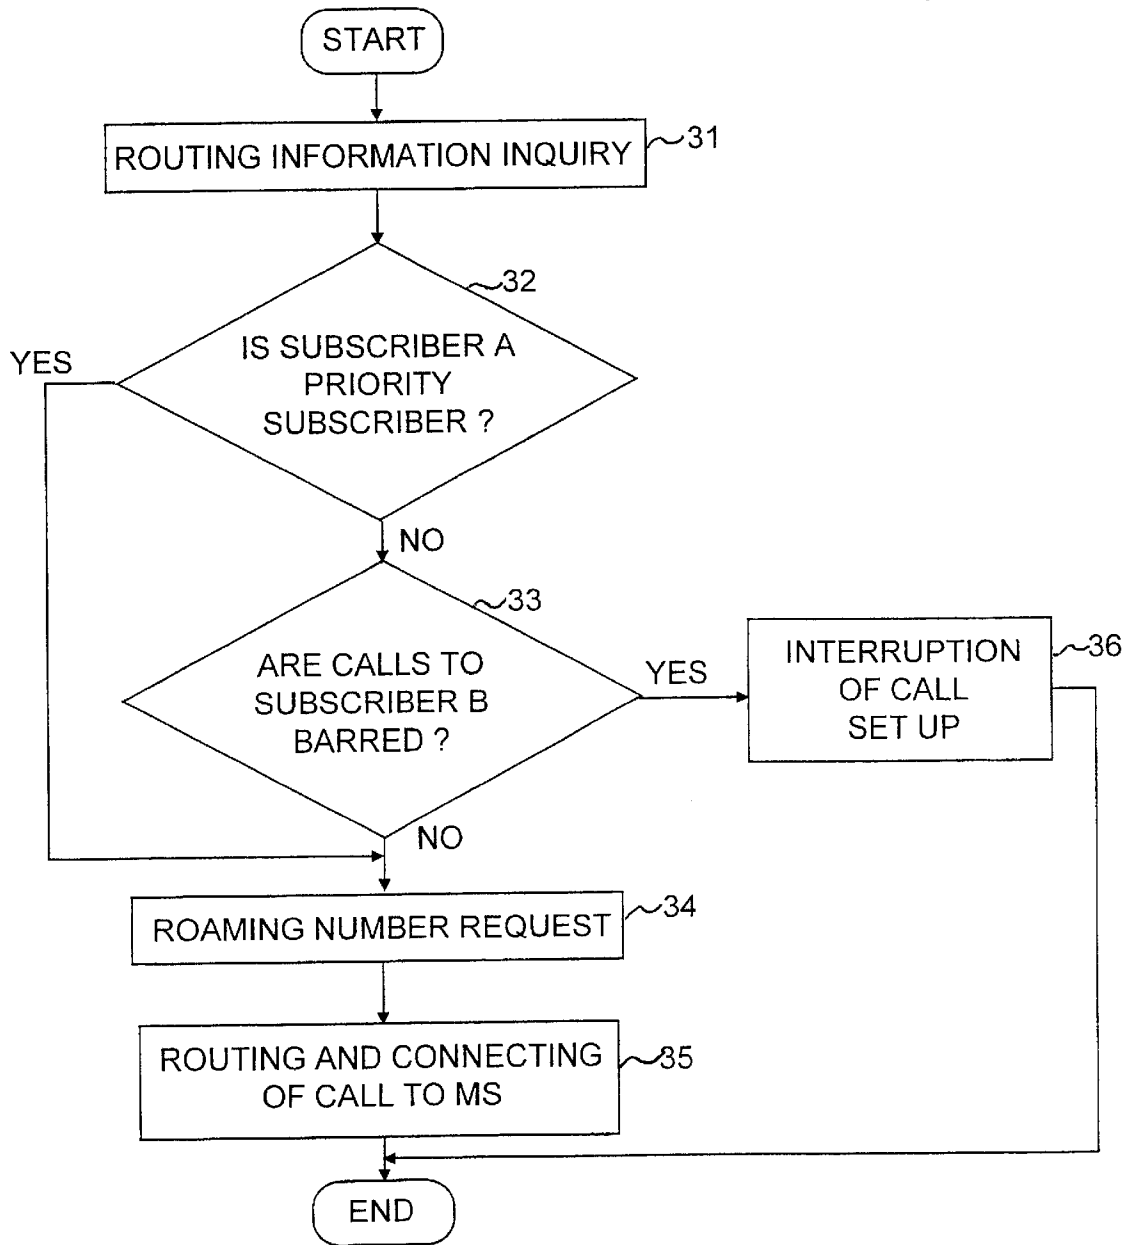 START
ROUTING INFORMATION INQUIRY
31
32
IS SUBSCRIBER A
PRIORITY
SUBSCRIBER ?
YES
NO
33
ARE CALLS TO
SUBSCRIBER B
BARRED ?
YES
INTERRUPTION
OF CALL
SET UP
36
NO
ROAMING NUMBER REQUEST
34
ROUTING AND CONNECTING
OF CALL TO MS
35
END